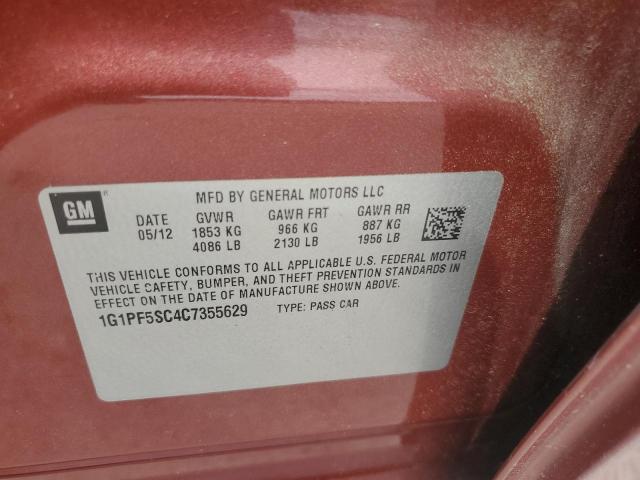 GM
MFD BY GENERAL MOTORS LLC
DATE GVWR GAWR FRT GAWR RR
05/12 1853 KG 966 KG 887 KG
4086 LB 2130 LB 1956 LB
THIS VEHICLE CONFORMS TO ALL APPLICABLE U.S. FEDERAL MOTOR
VEHICLE SAFETY, BUMPER, AND THEFT PREVENTION STANDARDS IN
EFFECT ON THE DATE OF MANUFACTURE SHOWN ABOVE.
1G1PF5SC4C7355629 TYPE: PASS CAR